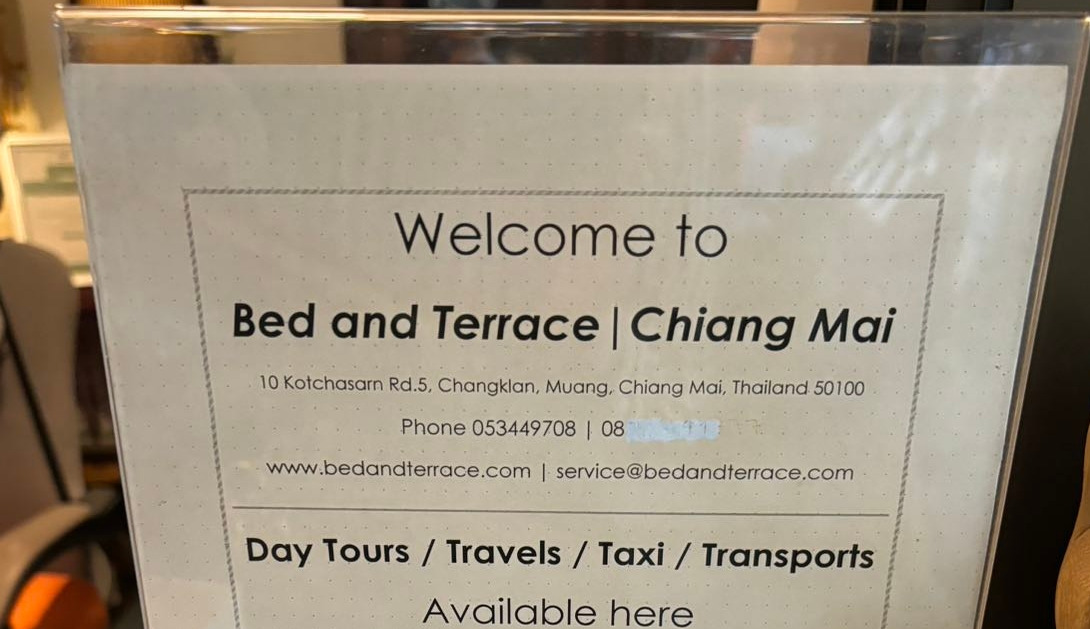 Welcome to
Bed and Terrace | Chiang Mai
10 Kotchasarn Rd.5, Changklan, Muang, Chiang Mai, Thailand 50100
Phone 053449708 | 08
www.bedandterrace.com | service@bedandterrace.com
Day Tours / Travels / Taxi / Transports
Available here